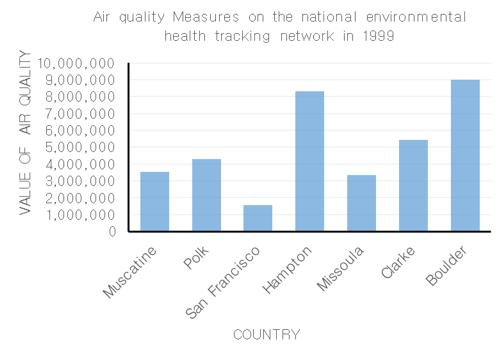 Air quality Measures on the national environmental
health tracking network in 1999
VALUE OF AIR QUALITY
10,000,000
9,000,000
8,000,000
7,000,000
6,000,000
5,000,000
4,000,000
3,000,000
2,000,000
1,000,000
0
Muscatine
Polk
San Francisco
Hampton
Missoula
Clarke
Boulder
COUNTRY